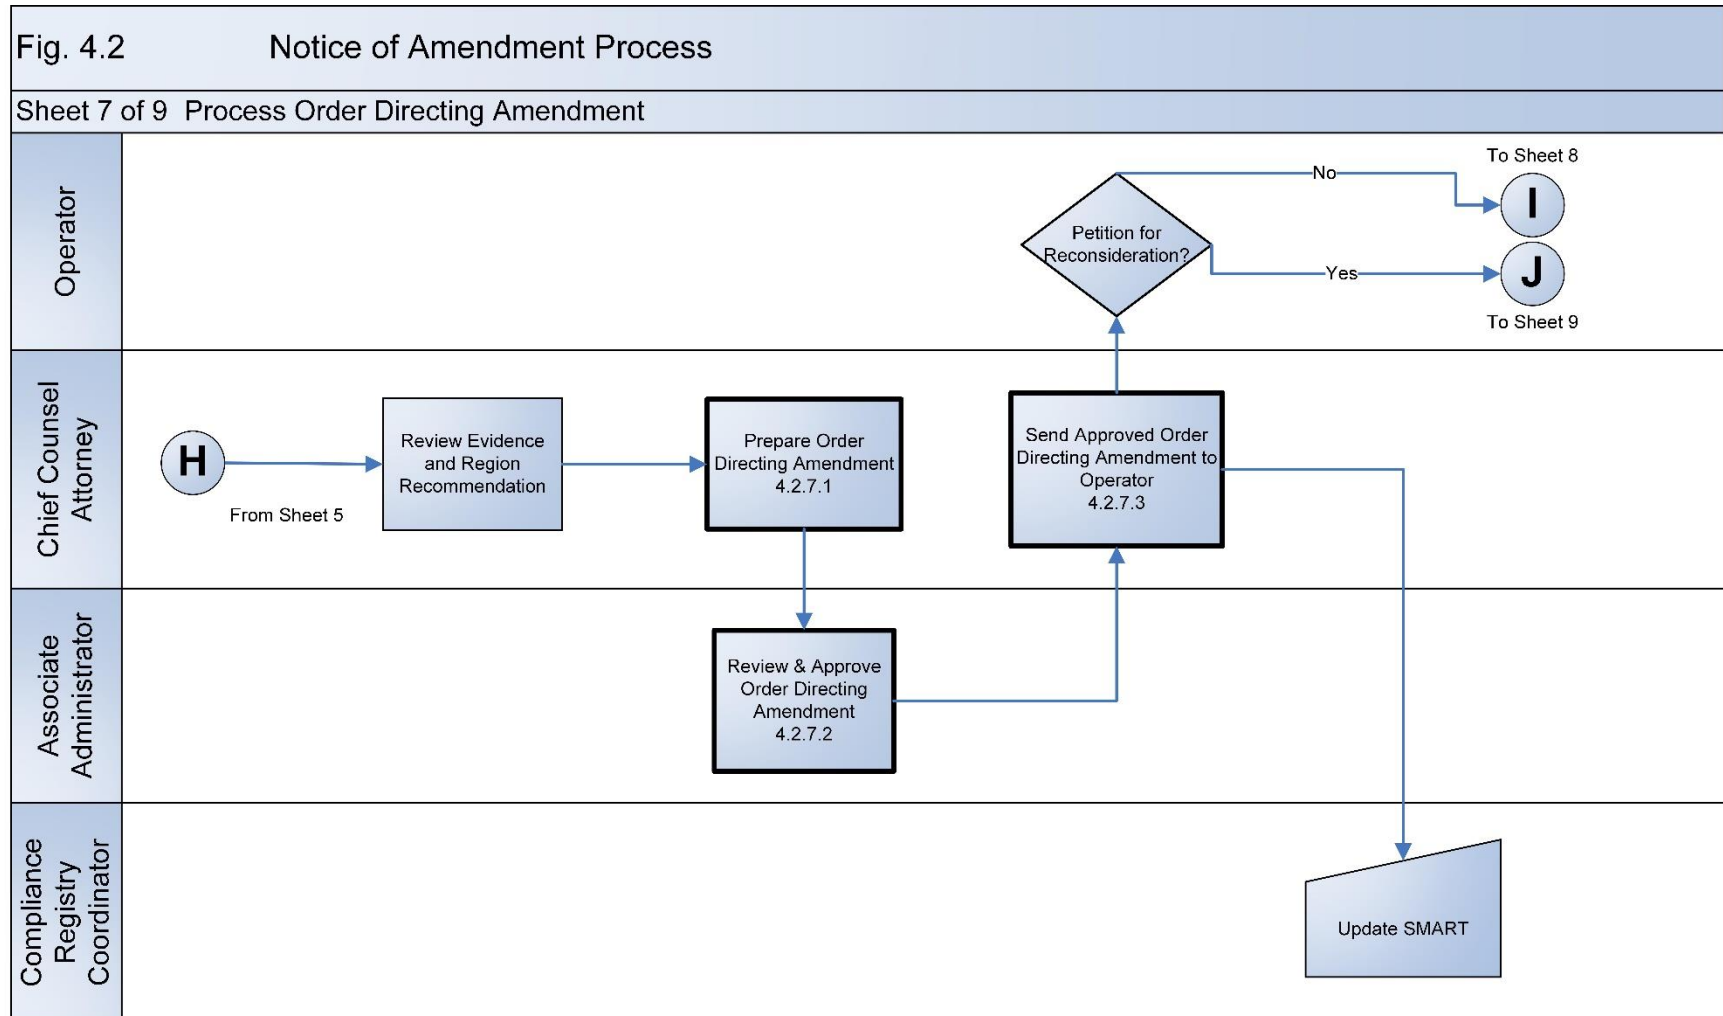 Fig. 4.2 Notice of Amendment Process
Sheet 7 of 9 Process Order Directing Amendment
Operator
Petition for
Reconsideration?
No
Yes
To Sheet 8
I
J
To Sheet 9
Chief Counsel
Attorney
H
From Sheet 5
Review Evidence
and Region
Recommendation
Prepare Order
Directing Amendment
4.2.7.1
Send Approved Order
Directing Amendment to
Operator
4.2.7.3
Associate
Administrator
Review & Approve
Order Directing
Amendment
4.2.7.2
Compliance
Registry
Coordinator
Update SMART